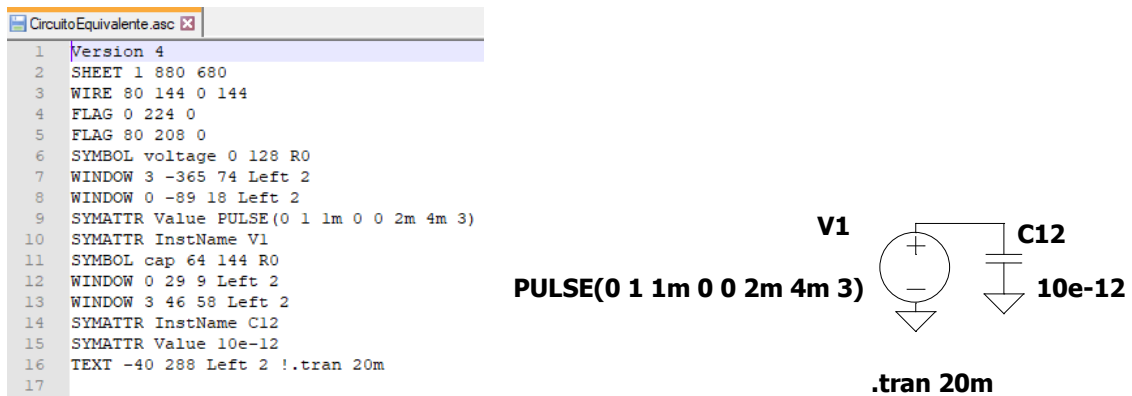 CircuitoEquivalente.asc
1 Version 4
2 SHEET 1 880 680
3 WIRE 80 144 0 144
4 FLAG 0 224 0
5 FLAG 80 208 0
6 SYMBOL voltage 0 128 R0
7 WINDOW 3 -365 74 Left 2
8 WINDOW 0 -89 18 Left 2
9 SYMATTR Value PULSE(0 1 1m 0 0 2m 4m 3)
10 SYMATTR InstName V1
11 SYMBOL cap 64 144 R0
12 WINDOW 0 29 9 Left 2
13 WINDOW 3 46 58 Left 2
14 SYMATTR InstName C12
15 SYMATTR Value 10e-12
16 TEXT -40 288 Left 2 !.tran 20m
17
V1
C12
PULSE(0 1 1m 0 0 2m 4m 3)
10e-12
.tran 20m